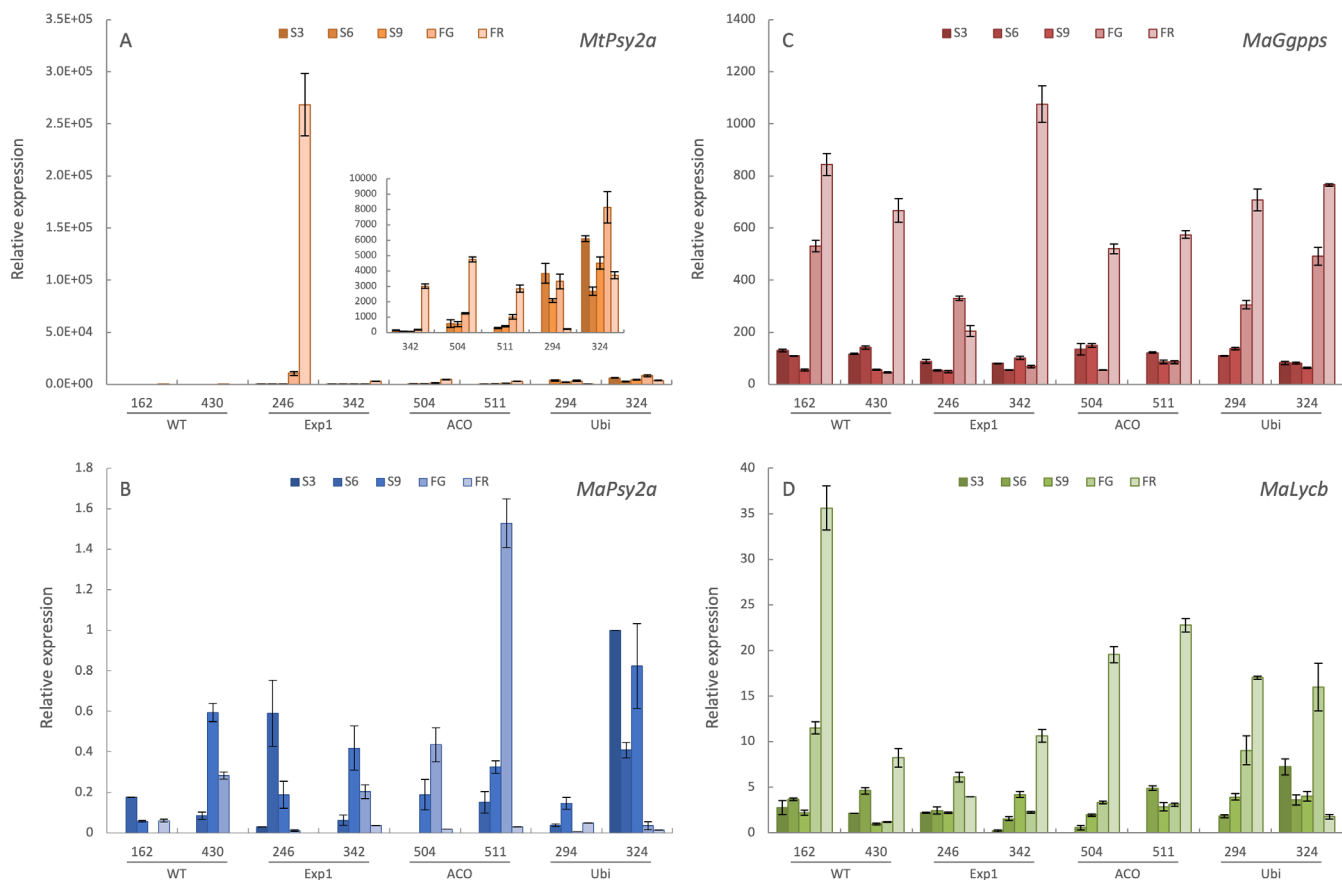 A
S3 S6 S9 FG FR
MtPsy2a
Relative expression
3.5E+05
3.0E+05
2.5E+05
2.0E+05
1.5E+05
1.0E+05
5.0E+04
0.0E+00
10000
9000
8000
7000
6000
5000
4000
3000
2000
1000
0
342 504 511 294 324
162 430 246 342 504 511 294 324
WT Exp1 ACO Ubi
C
S3 S6 S9 FG FR
MaGgpps
Relative expression
1400
1200
1000
800
600
400
200
0
162 430 246 342 504 511 294 324
WT Exp1 ACO Ubi
B
S3 S6 S9 FG FR
MaPsy2a
Relative expression
1.8
1.6
1.4
1.2
1
0.8
0.6
0.4
0.2
0
162 430 246 342 504 511 294 324
WT Exp1 ACO Ubi
D
S3 S6 S9 FG FR
MaLycb
Relative expression
40
35
30
25
20
15
10
5
0
162 430 246 342 504 511 294 324
WT Exp1 ACO Ubi